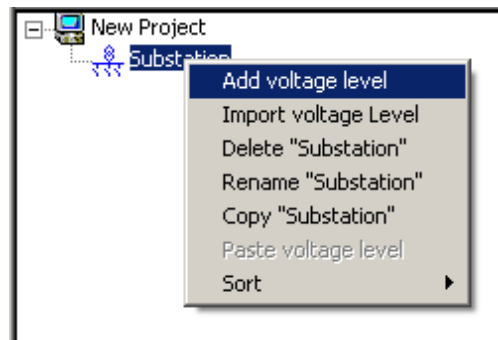 New Project
Substation
Add voltage level
Import voltage Level
Delete "Substation"
Rename "Substation"
Copy "Substation"
Paste voltage level
Sort